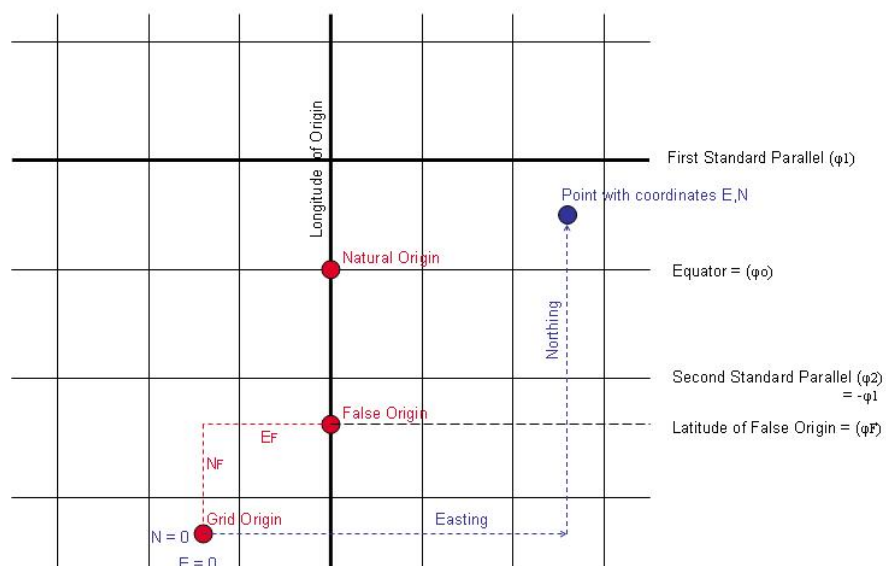 Longitude of Origin
First Standard Parallel (φ1)
Point with coordinates E,N
Natural Origin
Equator = (φo)
Northing
Second Standard Parallel (φ2)
= -φ1
False Origin
Latitude of False Origin = (φF)
EF
NF
Grid Origin
Easting
N = 0
E = 0